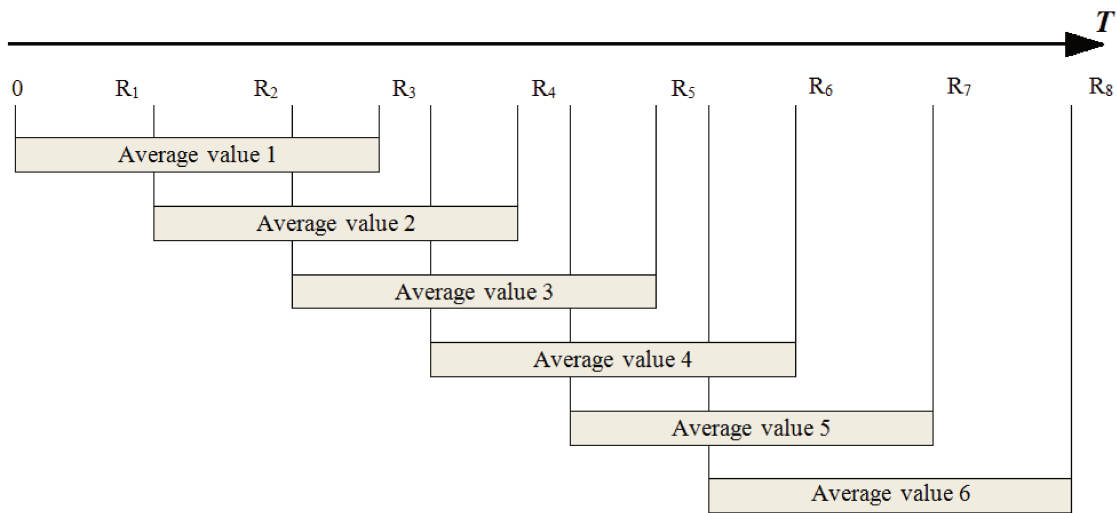 T
0 R₁ R₂ R₃ R₄ R₅ R₆ R₇ R₈
Average value 1
Average value 2
Average value 3
Average value 4
Average value 5
Average value 6